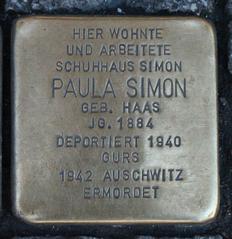 HIER WOHNTE
UND ARBEITETE
SCHUHHAUS SIMON
PAULA SIMON
GEB. HAAS
JG. 1884
DEPORTIERT 1940
GURS
1942 AUSCHWITZ
ERMORDET